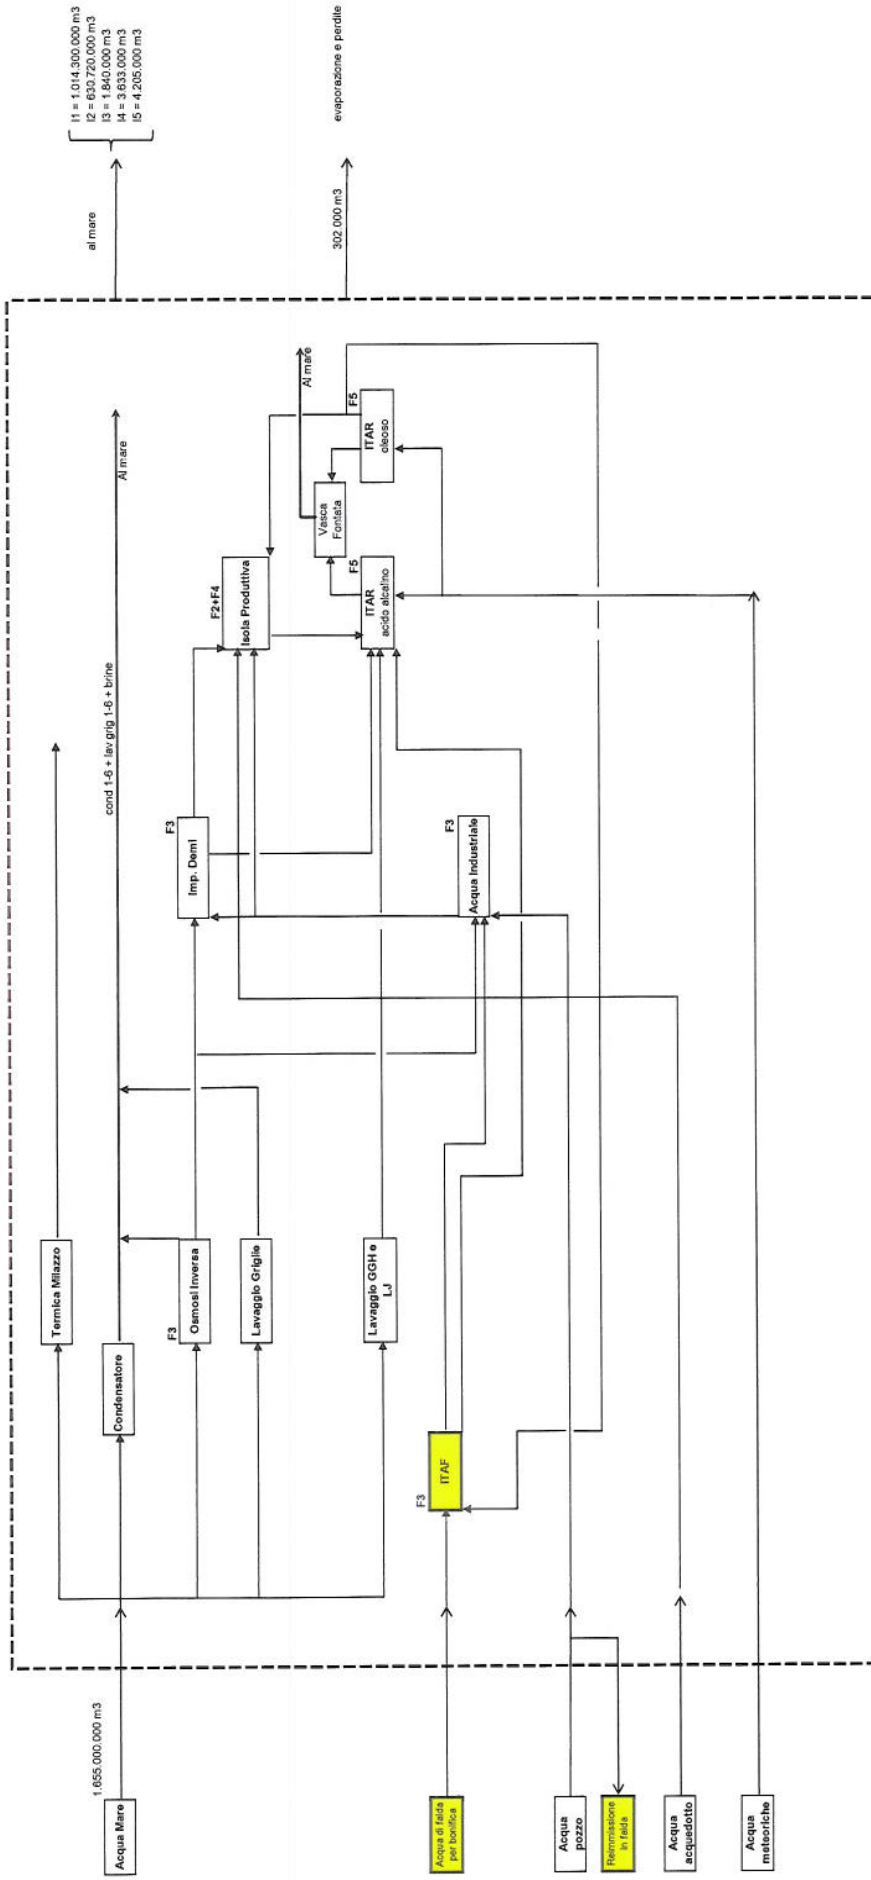 I1 = 1.014.300.000 m3
I2 = 630.720.000 m3
I3 = 1.840.000 m3
I4 = 3.633.000 m3
I5 = 4.205.000 m3
al mare
evaporazione e perdite
302.000 m3
Al mare
cond 1-6 + lav grig 1-6 + brine
Al mare
F5
ITAR
oleoso
Vasca
Fontata
F2+F4
Isola Produttiva
F5
ITAR
acido alcalino
F3
Imp. Demi
F3
Acqua Industriale
Termica Milazzo
Condensatore
F3
Osmosi Inversa
Lavaggio Griglie
Lavaggio GGH e
LJ
F3
ITAF
1.655.000.000 m3
Acqua Mare
Acqua di falda
per bonifica
Acqua
pozzo
Reimmissione
in falda
Acqua
acquedotto
Acqua
meteoriche